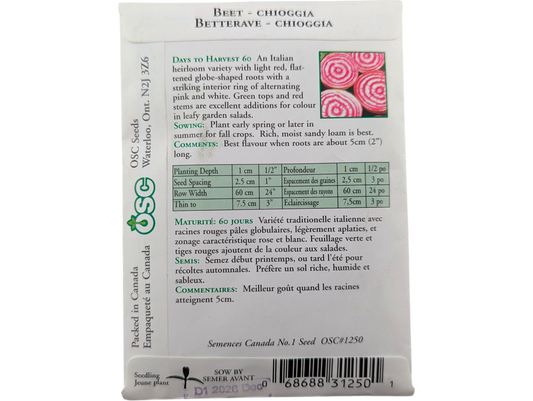 BEET - CHIOGGIA
BETTERAVE - CHIOGGIA
DAYS TO HARVEST 60 An Italian
heirloom variety with light red, flat-
tened globe-shaped roots with a
striking interior ring of alternating
pink and white. Green tops and red
stems are excellent additions for colour
in leafy garden salads.
SOWING: Plant early spring or later in
summer for fall crops. Rich, moist sandy loam is best.
COMMENTS: Best flavour when roots are about 5cm (2")
long.
Planting Depth 1 cm 1/2" Profondeur 1 cm 1/2 po
Seed Spacing 2.5 cm 1" Espacement des graines 2,5 cm 3 po
Row Width 60 cm 24" Espacement des rayons 60 cm 24 po
Thin to 7.5 cm 3" Eclaircissage 7.5cm 3 po
MATURITÉ: 60 JOURS Variété traditionelle italienne avec
racines rouges pâles globulaires, légèrement aplaties, et
zonage caractéristique rose et blanc. Feuillage verte et
tiges rouges ajoutent de la couleur aux salades.
SEMIS: Semez début printemps, ou tard l'été pour
récoltes automnales. Préfère un sol riche, humide et
sableux.
COMMENTAIRES: Meilleur goût quand les racines
atteignent 5cm.
Semences Canada No.1 Seed OSC#1250
OSC Seeds
Waterloo, Ont. N2J 3Z6
OSC
Packed in Canada
Empaqueté au Canada
Seedling
Jeune plant
SOW BY
SEMER AVANT
D1 2026 Dec
0 68688 31250 1